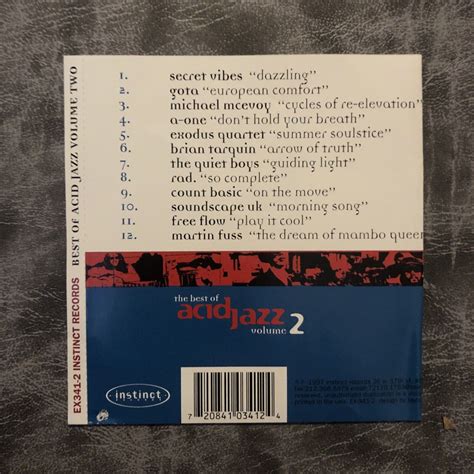 BEST OF ACID JAZZ VOLUME TWO
EX341-2 INSTINCT RECORDS
1. secret vibes "dazzling"
2. gota "european comfort"
3. michael mcevoy "cycles of re-elevation"
4. a-one "don't hold your breath"
5. exodus quartet "summer soulstice"
6. brian tarquin "arrow of truth"
7. the quiet boys "guiding light"
8. rad. "so complete"
9. count basic "on the move"
10. soundscape uk "morning song"
11. free flow "play it cool"
12. martin fuss "the dream of mambo queen
the best of
acid jazz
volume 2
instinct
7 20841 03412 4
1997 instinct records